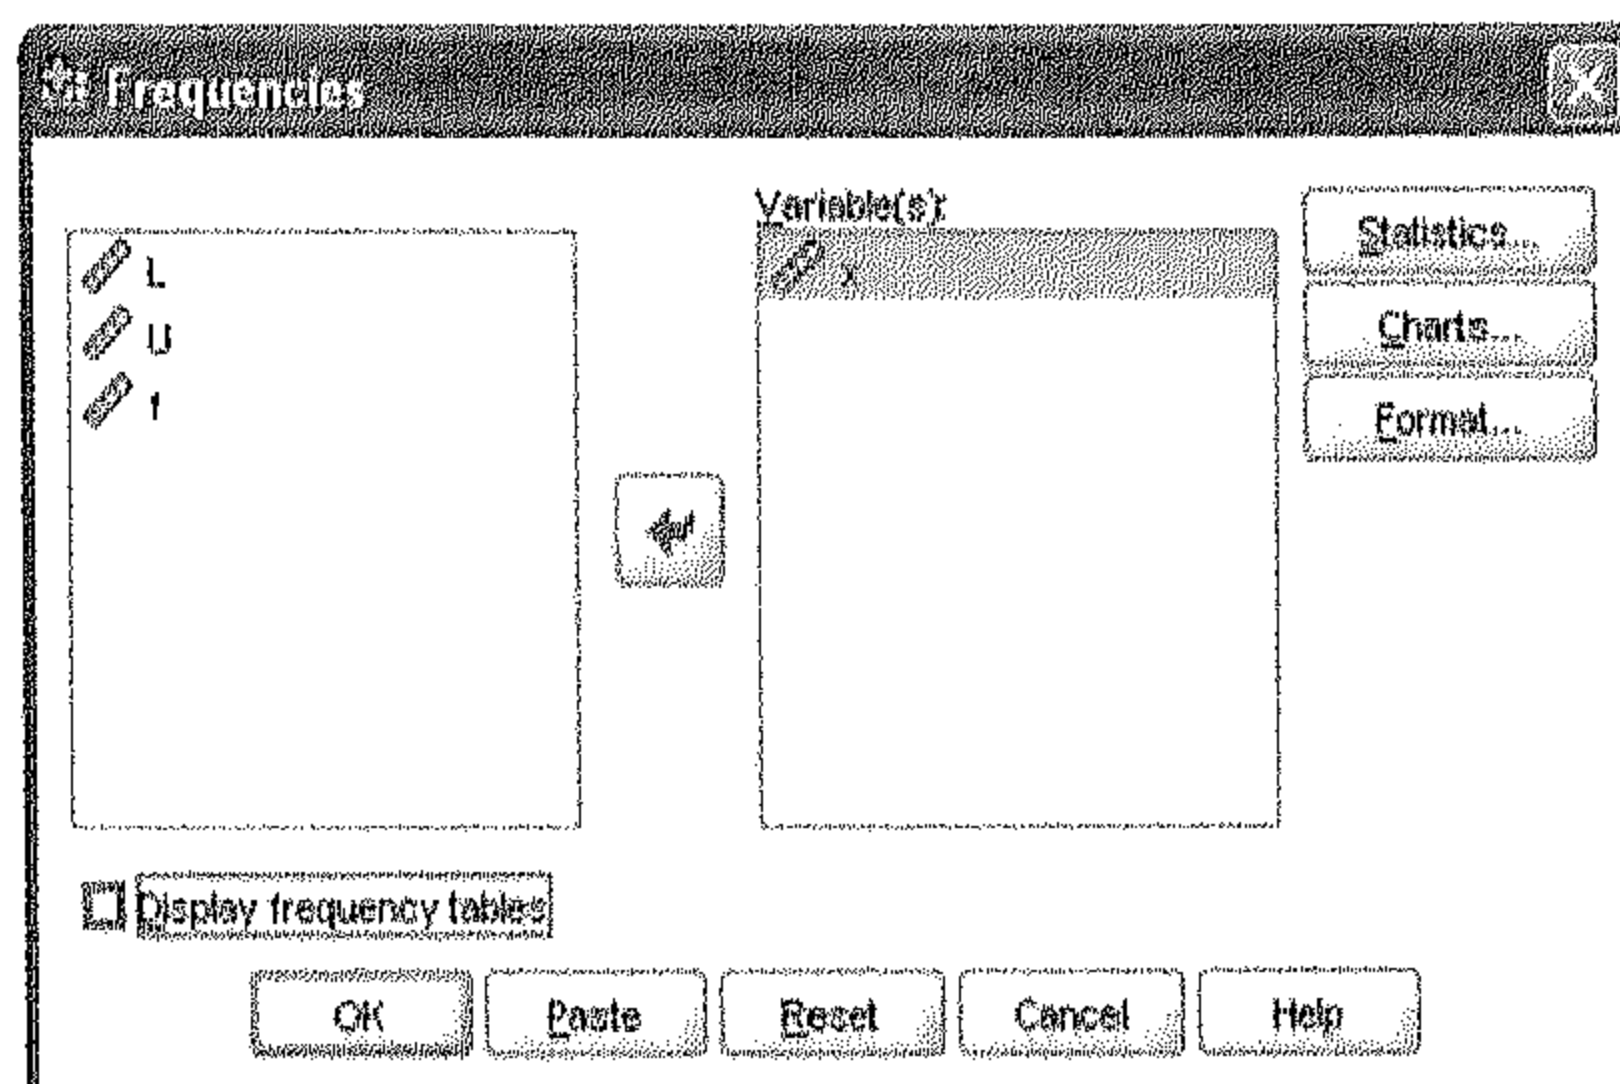 Frequencies
Variable(s):
L
U
f
x
Statistics...
Charts...
Format...
Display frequency tables
OK
Paste
Reset
Cancel
Help